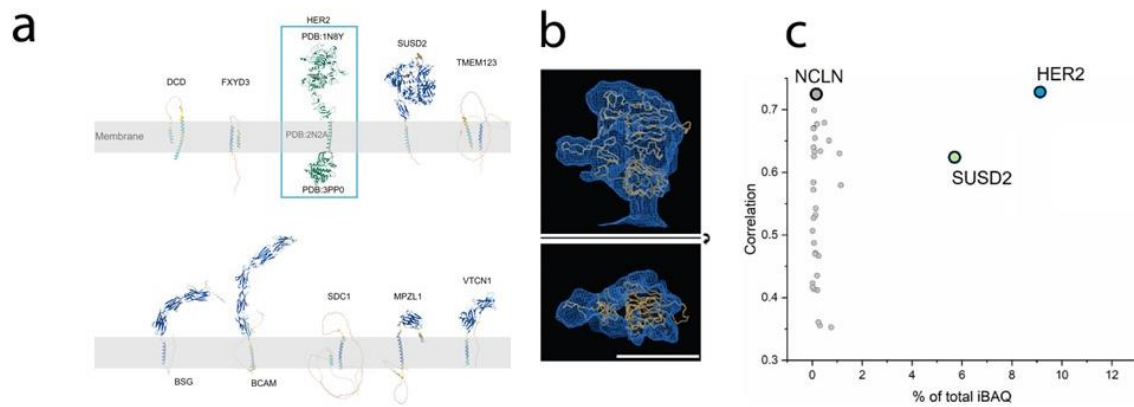 a
HER2
PDB:1N8Y
SUSD2
TMEM123
DCD
FXYD3
Membrane
PDB:2N2A
PDB:3PP0
VTCN1
SDC1
MPZL1
BSG
BCAM
b
c
NCLN
HER2
SUSD2
0.7
0.6
0.5
0.4
0.3
Correlation
0 2 4 6 8 10 12
% of total iBAQ